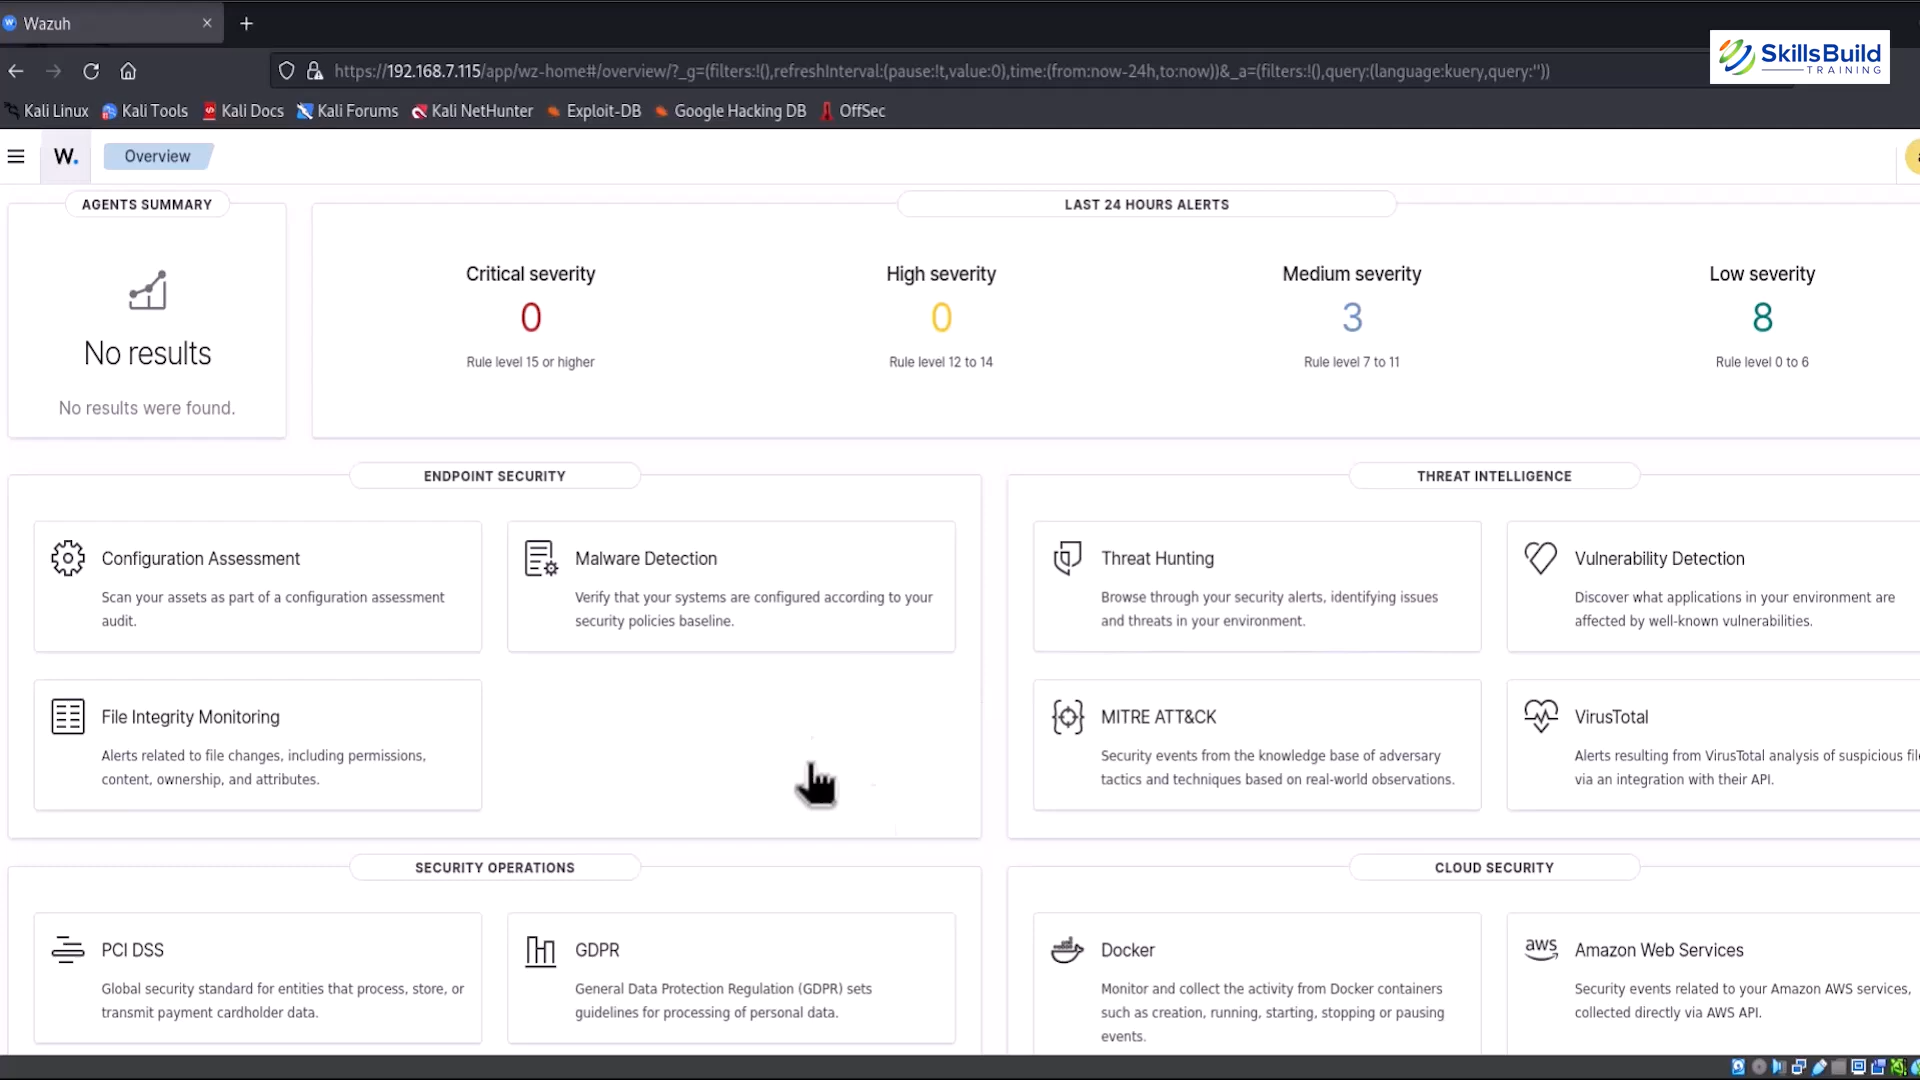 Wazuh
https://192.168.7.115/app/wz-home#/overview/?_g=(filters:!(),refreshInterval:(pause:!t,value:0),time:(from:now-24h,to:now))&_a=(filters:!(),query:(language:kuery,query:''))
SkillsBuild
TRAINING
Kali Linux Kali Tools Kali Docs Kali Forums Kali NetHunter Exploit-DB Google Hacking DB OffSec
W. Overview
AGENTS SUMMARY
No results
No results were found.
LAST 24 HOURS ALERTS
Critical severity High severity Medium severity Low severity
0 0 3 8
Rule level 15 or higher Rule level 12 to 14 Rule level 7 to 11 Rule level 0 to 6
ENDPOINT SECURITY
Configuration Assessment
Scan your assets as part of a configuration assessment
audit.
Malware Detection
Verify that your systems are configured according to your
security policies baseline.
File Integrity Monitoring
Alerts related to file changes, including permissions,
content, ownership, and attributes.
THREAT INTELLIGENCE
Threat Hunting
Browse through your security alerts, identifying issues
and threats in your environment.
Vulnerability Detection
Discover what applications in your environment are
affected by well-known vulnerabilities.
MITRE ATT&CK
Security events from the knowledge base of adversary
tactics and techniques based on real-world observations.
VirusTotal
Alerts resulting from VirusTotal analysis of suspicious
via an integration with their API.
SECURITY OPERATIONS
PCI DSS
Global security standard for entities that process, store, or
transmit payment cardholder data.
GDPR
General Data Protection Regulation (GDPR) sets
guidelines for processing of personal data.
CLOUD SECURITY
Docker
Monitor and collect the activity from Docker containers
such as creation, running, starting, stopping or pausing
events.
aws Amazon Web Services
Security events related to your Amazon AWS services,
collected directly via AWS API.